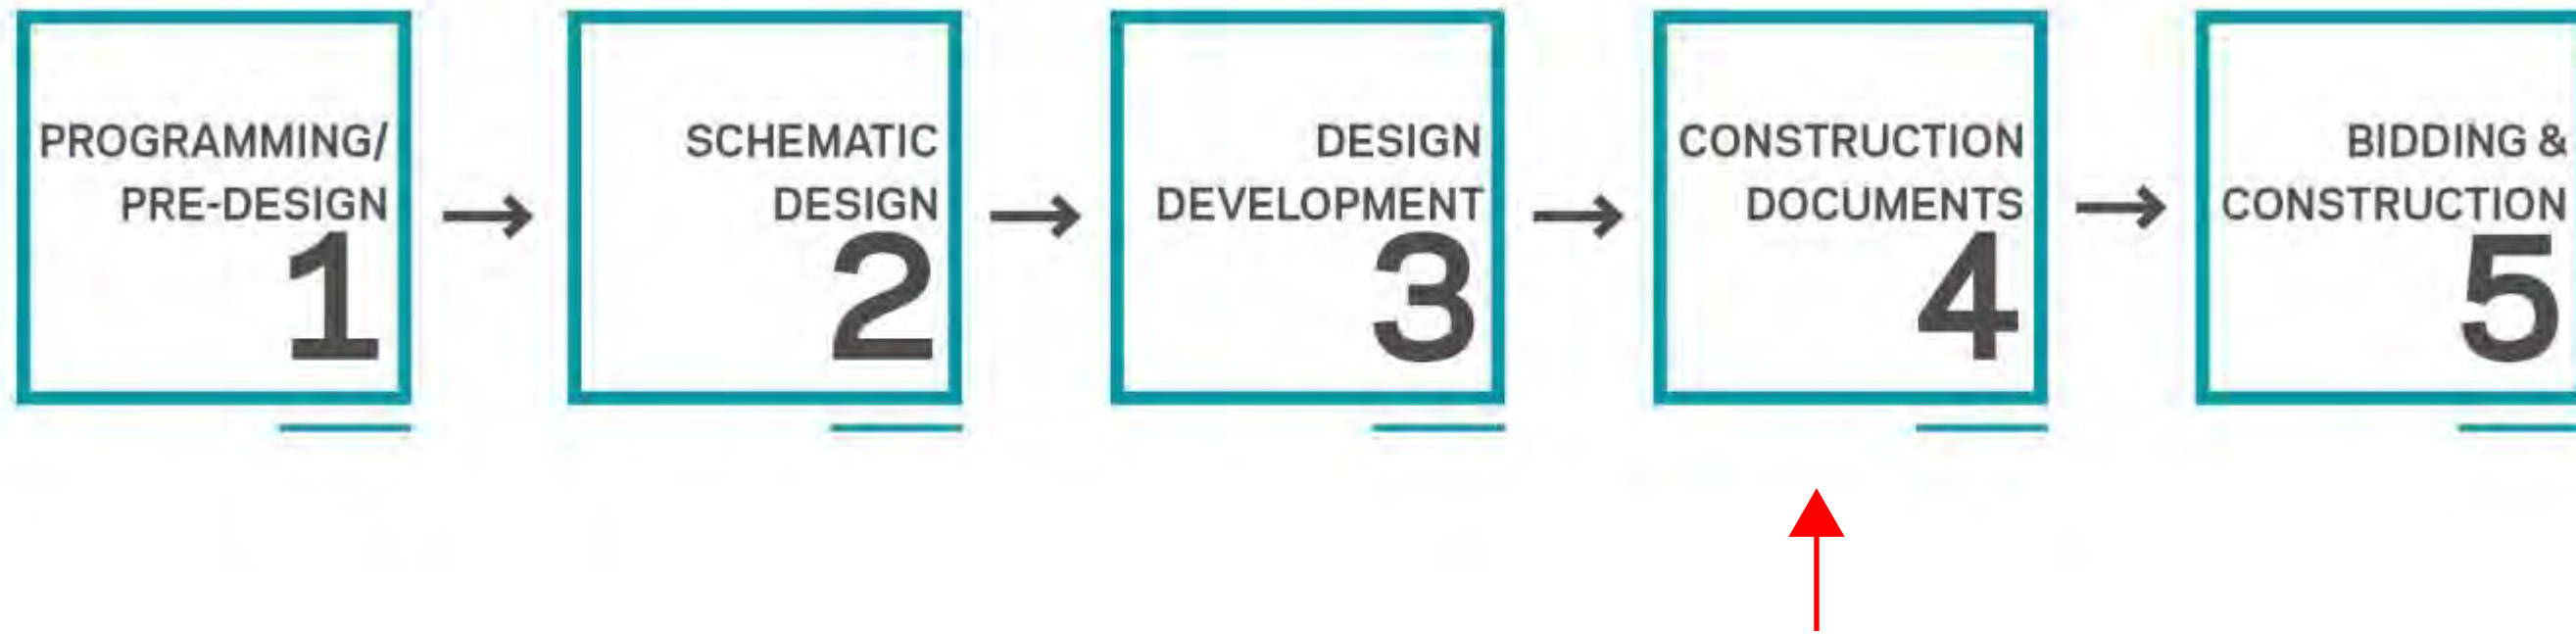 PROGRAMMING/
PRE-DESIGN
1
SCHEMATIC
DESIGN
2
DESIGN
DEVELOPMENT
3
CONSTRUCTION
DOCUMENTS
4
BIDDING &
CONSTRUCTION
5